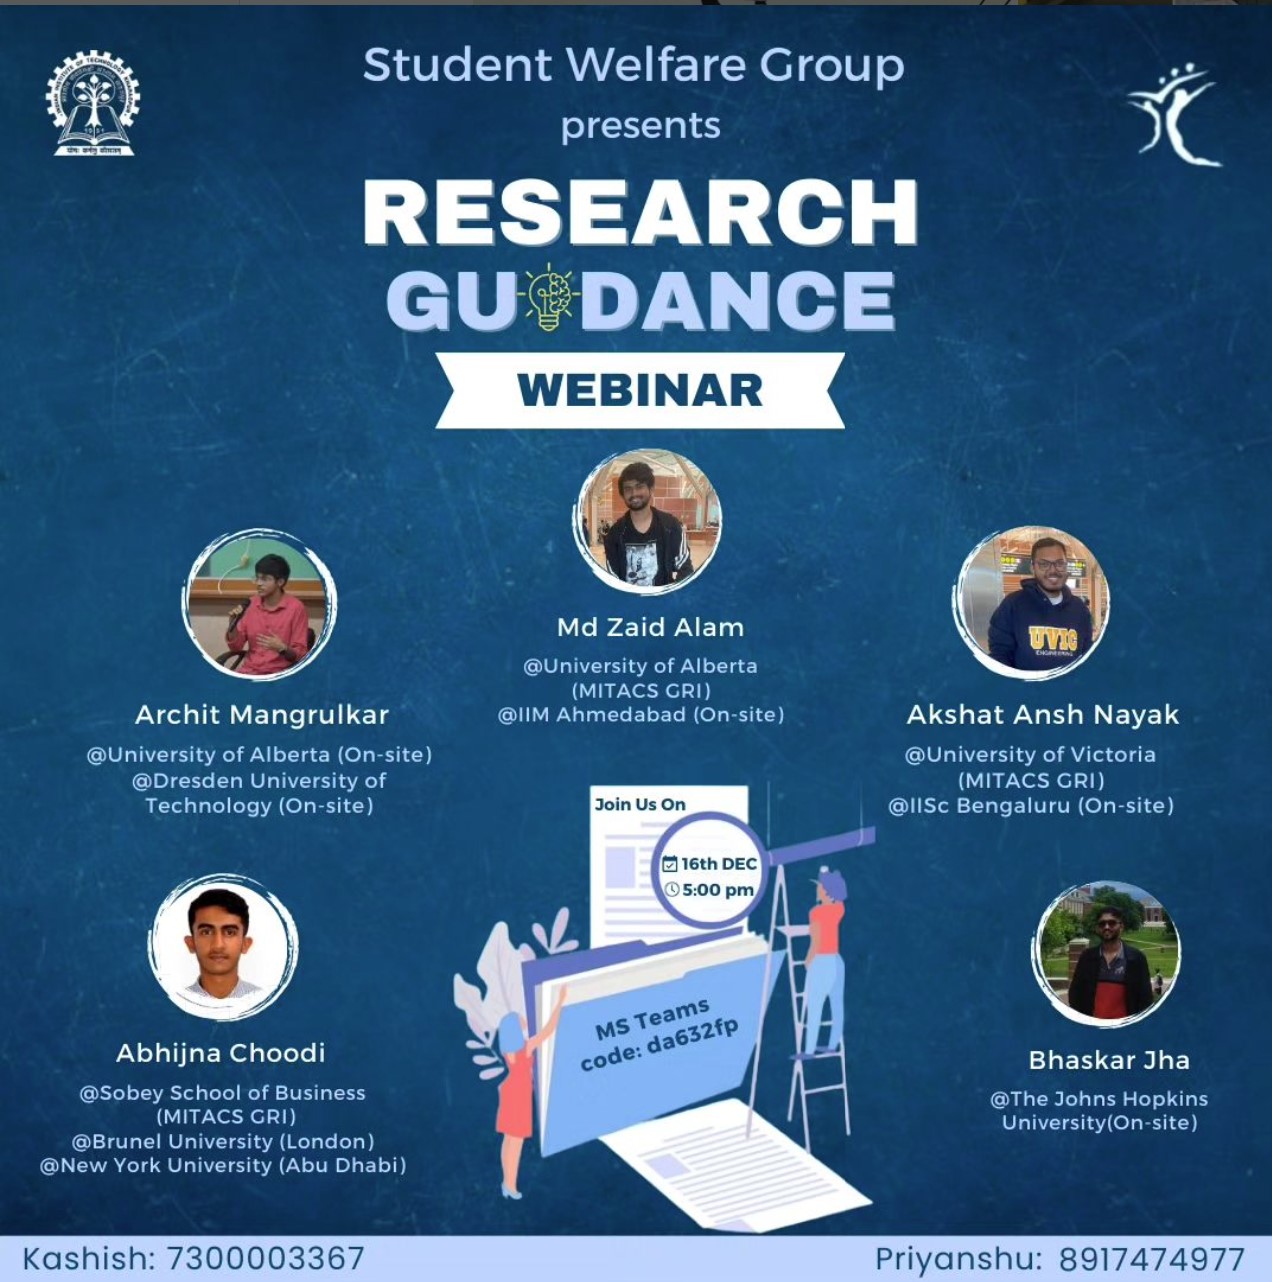 Student Welfare Group
presents
RESEARCH
GUIDANCE
WEBINAR
Md Zaid Alam
@University of Alberta
(MITACS GRI)
@IIM Ahmedabad (On-site)
Archit Mangrulkar
@University of Alberta (On-site)
@Dresden University of
Technology (On-site)
UVIC
ENGINEERING
Akshat Ansh Nayak
@University of Victoria
(MITACS GRI)
@IISc Bengaluru (On-site)
Join Us On
16th DEC
5:00 pm
MS Teams
code: da632fp
Abhijna Choodi
@Sobey School of Business
(MITACS GRI)
@Brunel University (London)
@New York University (Abu Dhabi)
Bhaskar Jha
@The Johns Hopkins
University(On-site)
Kashish: 7300003367
Priyanshu: 8917474977